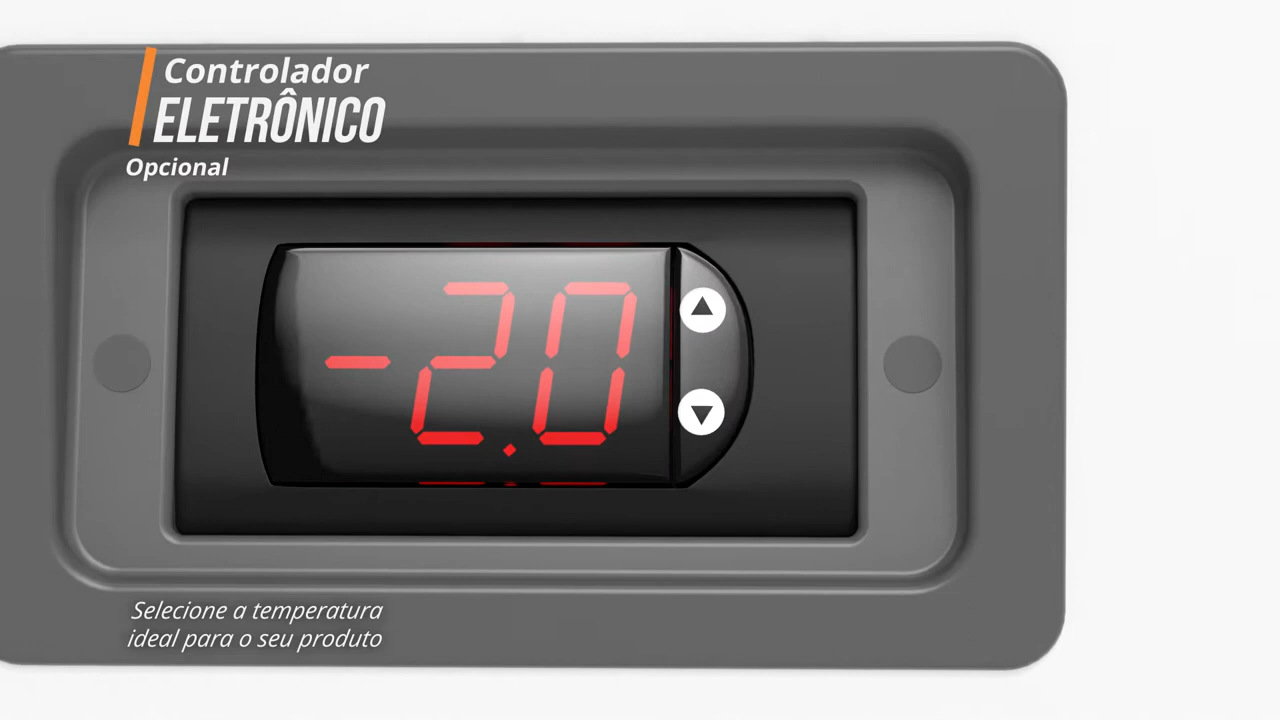 Controlador
ELETRÔNICO
Opcional
-2.0
Selecione a temperatura
ideal para o seu produto